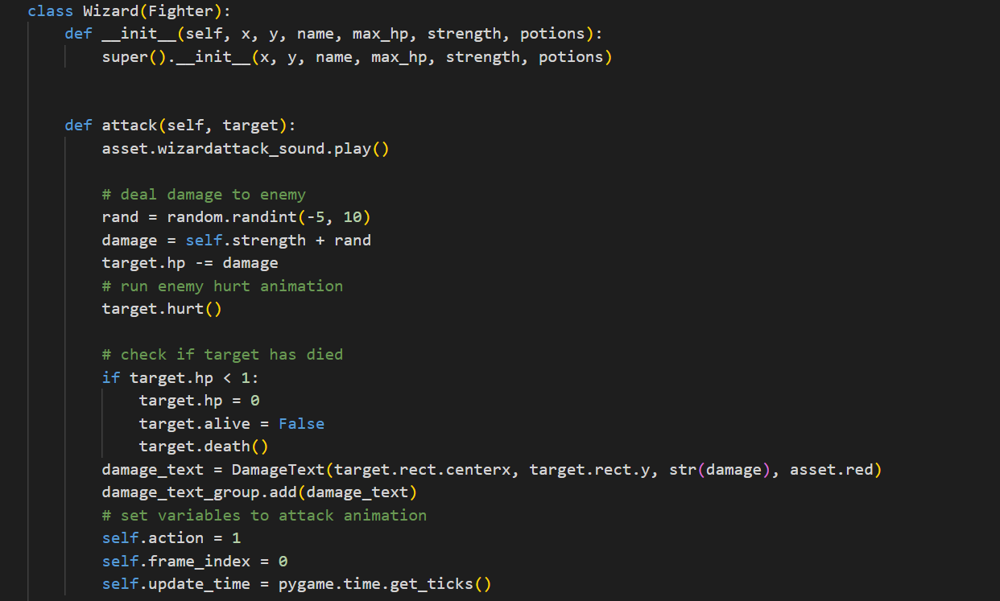 class Wizard(Fighter):
    def __init__(self, x, y, name, max_hp, strength, potions):
        super().__init__(x, y, name, max_hp, strength, potions)
    def attack(self, target):
        asset.wizardattack_sound.play()
        # deal damage to enemy
        rand = random.randint(-5, 10)
        damage = self.strength + rand
        target.hp -= damage
        # run enemy hurt animation
        target.hurt()
        # check if target has died
        if target.hp < 1:
            target.hp = 0
            target.alive = False
            target.death()
        damage_text = DamageText(target.rect.centerx, target.rect.y, str(damage), asset.red)
        damage_text_group.add(damage_text)
        # set variables to attack animation
        self.action = 1
        self.frame_index = 0
        self.update_time = pygame.time.get_ticks()